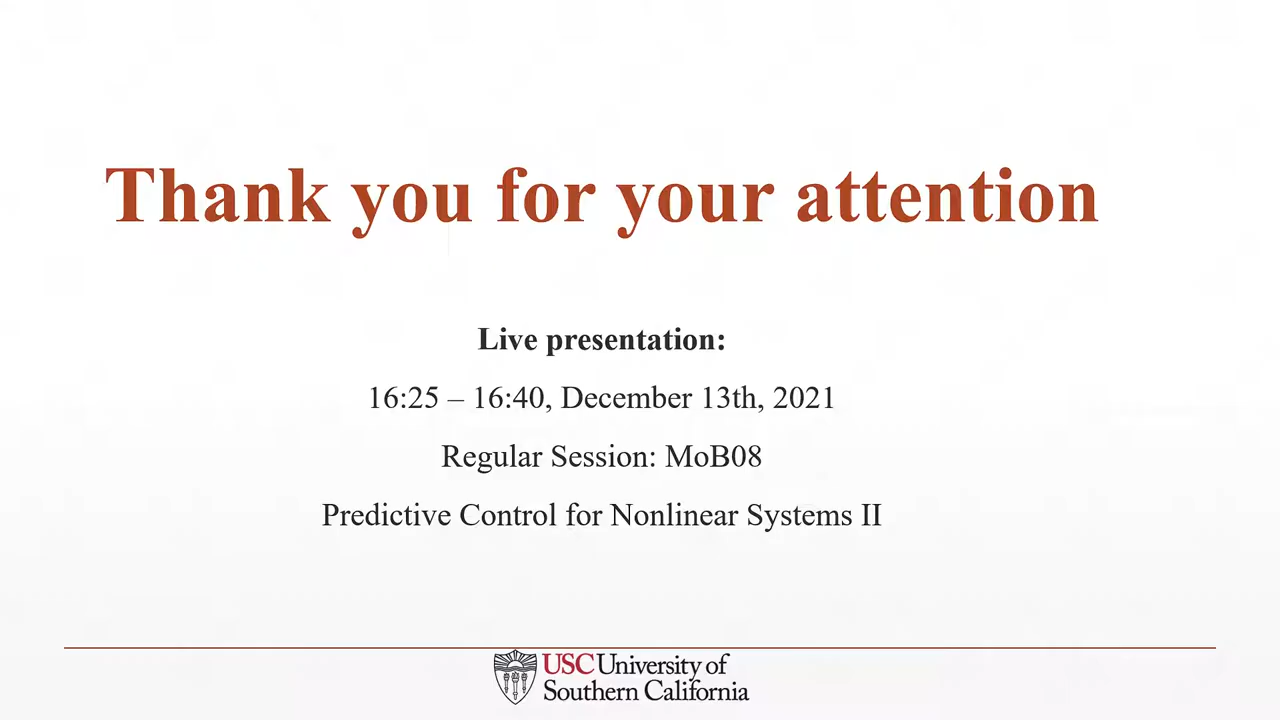 Thank you for your attention
Live presentation:
16:25 – 16:40, December 13th, 2021
Regular Session: MoB08
Predictive Control for Nonlinear Systems II
USC University of
Southern California